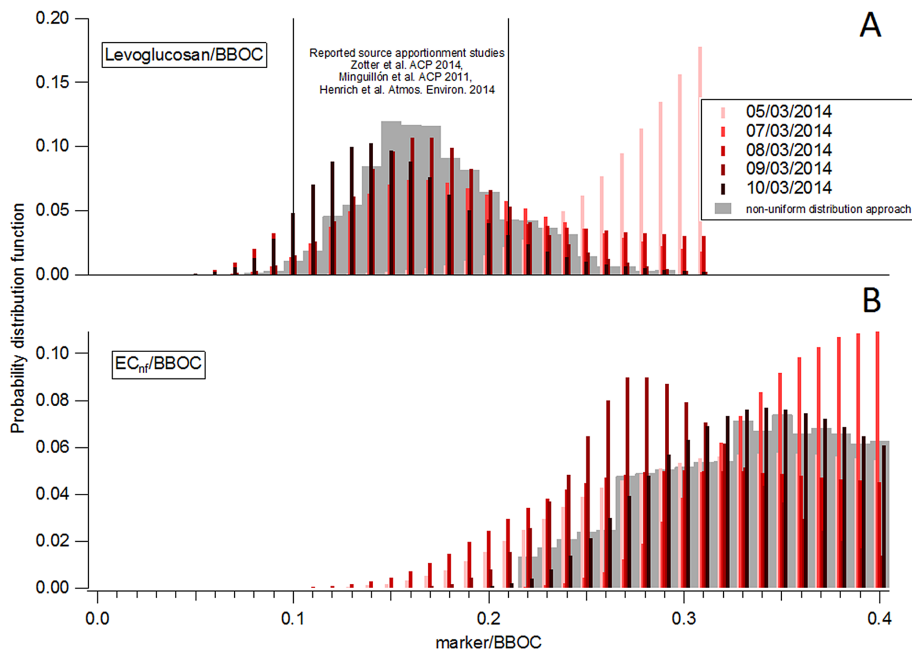 0.20
A
Levoglucosan/BBOC
Reported source apportionment studies
Zotter et al. ACP 2014,
Minguillón et al. ACP 2011,
Henrich et al. Atmos. Environ. 2014
0.15
0.10
0.05
0.00
05/03/2014
07/03/2014
08/03/2014
09/03/2014
10/03/2014
non-uniform distribution approach
Probability distribution function
B
ECnf/BBOC
0.10
0.08
0.06
0.04
0.02
0.00
0.0 0.1 0.2 0.3 0.4
marker/BBOC